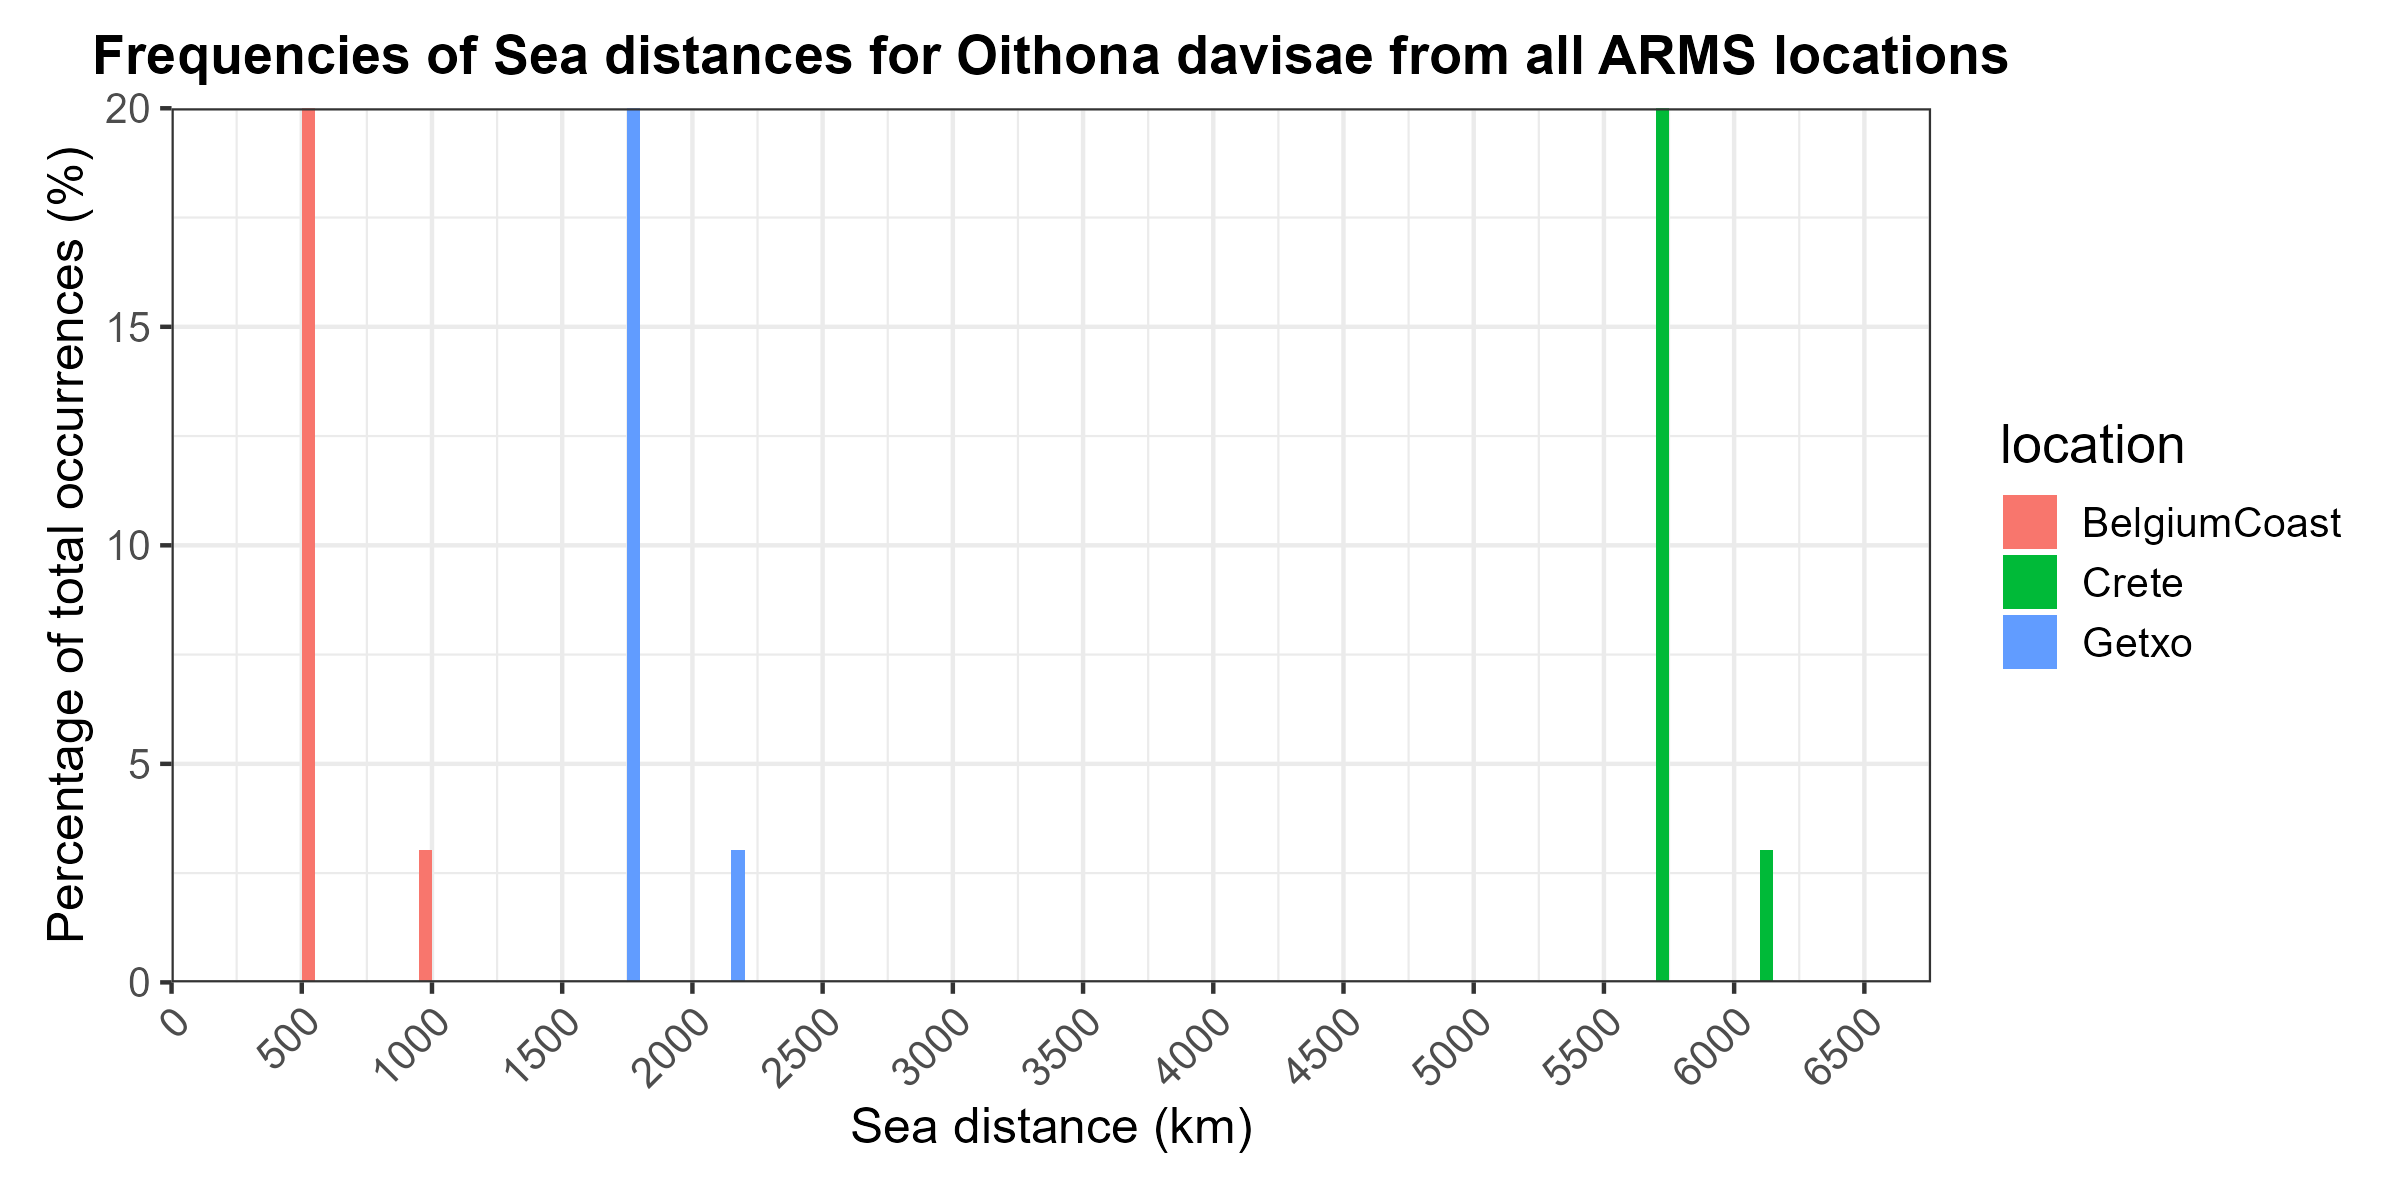 Frequencies of Sea distances for Oithona davisae from all ARMS locations
Percentage of total occurrences (%)
20
15
10
5
0
0
500
1000
1500
2000
2500
3000
3500
4000
4500
5000
5500
6000
6500
Sea distance (km)
location
BelgiumCoast
Crete
Getxo